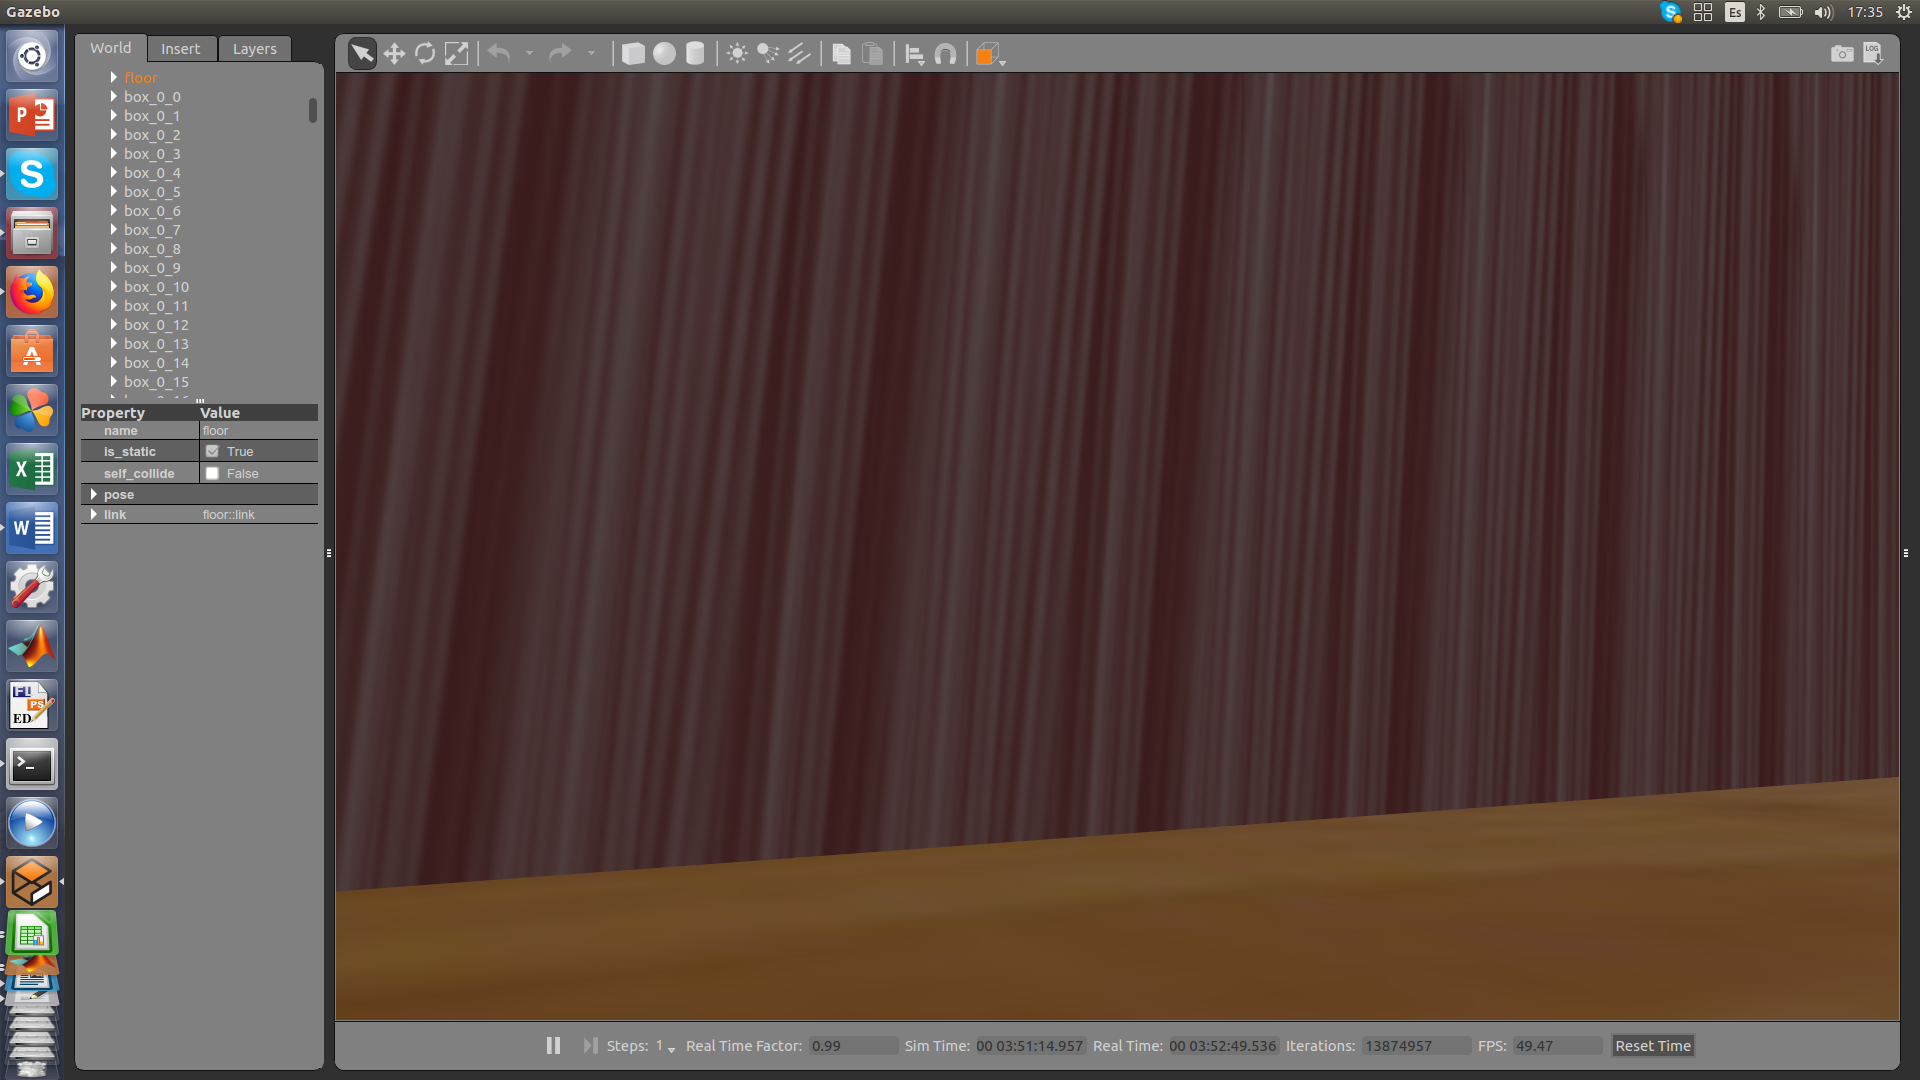 Gazebo
Es
17:35
World
Insert
Layers
LOG
floor
box_0_0
box_0_1
box_0_2
box_0_3
box_0_4
box_0_5
box_0_6
box_0_7
box_0_8
box_0_9
box_0_10
box_0_11
box_0_12
box_0_13
box_0_14
box_0_15
Property Value
name floor
is_static True
self_collide False
pose
link floor::link
Steps: 1 Real Time Factor: 0.99 Sim Time: 00 03:51:14.957 Real Time: 00 03:52:49.536 Iterations: 13874957 FPS: 49.47 Reset Time